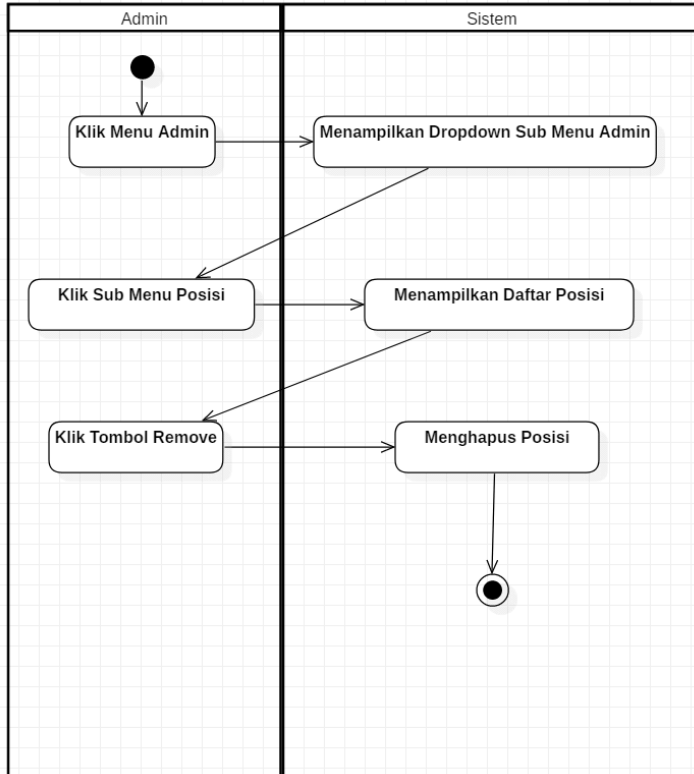 Admin
Sistem
Klik Menu Admin
Menampilkan Dropdown Sub Menu Admin
Klik Sub Menu Posisi
Menampilkan Daftar Posisi
Klik Tombol Remove
Menghapus Posisi